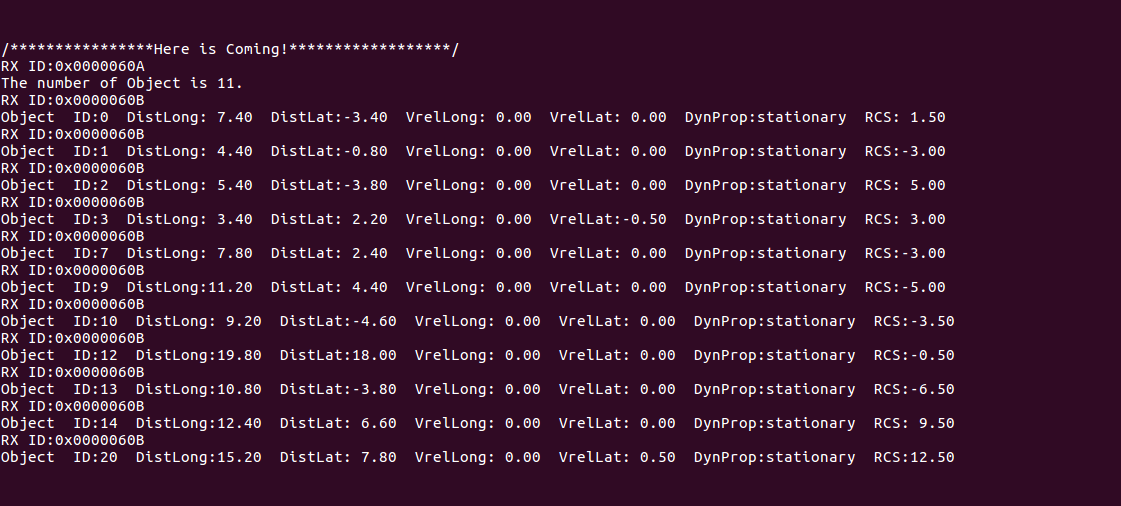 /****************Here is Coming!******************/
RX ID:0x0000060A
The number of Object is 11.
RX ID:0x0000060B
Object  ID:0  DistLong: 7.40  DistLat:-3.40  VrelLong: 0.00  VrelLat: 0.00  DynProp:stationary  RCS: 1.50
RX ID:0x0000060B
Object  ID:1  DistLong: 4.40  DistLat:-0.80  VrelLong: 0.00  VrelLat: 0.00  DynProp:stationary  RCS:-3.00
RX ID:0x0000060B
Object  ID:2  DistLong: 5.40  DistLat:-3.80  VrelLong: 0.00  VrelLat: 0.00  DynProp:stationary  RCS: 5.00
RX ID:0x0000060B
Object  ID:3  DistLong: 3.40  DistLat: 2.20  VrelLong: 0.00  VrelLat:-0.50  DynProp:stationary  RCS: 3.00
RX ID:0x0000060B
Object  ID:7  DistLong: 7.80  DistLat: 2.40  VrelLong: 0.00  VrelLat: 0.00  DynProp:stationary  RCS:-3.00
RX ID:0x0000060B
Object  ID:9  DistLong:11.20  DistLat: 4.40  VrelLong: 0.00  VrelLat: 0.00  DynProp:stationary  RCS:-5.00
RX ID:0x0000060B
Object  ID:10  DistLong: 9.20  DistLat:-4.60  VrelLong: 0.00  VrelLat: 0.00  DynProp:stationary  RCS:-3.50
RX ID:0x0000060B
Object  ID:12  DistLong:19.80  DistLat:18.00  VrelLong: 0.00  VrelLat: 0.00  DynProp:stationary  RCS:-0.50
RX ID:0x0000060B
Object  ID:13  DistLong:10.80  DistLat:-3.80  VrelLong: 0.00  VrelLat: 0.00  DynProp:stationary  RCS:-6.50
RX ID:0x0000060B
Object  ID:14  DistLong:12.40  DistLat: 6.60  VrelLong: 0.00  VrelLat: 0.00  DynProp:stationary  RCS: 9.50
RX ID:0x0000060B
Object  ID:20  DistLong:15.20  DistLat: 7.80  VrelLong: 0.00  VrelLat: 0.50  DynProp:stationary  RCS:12.50